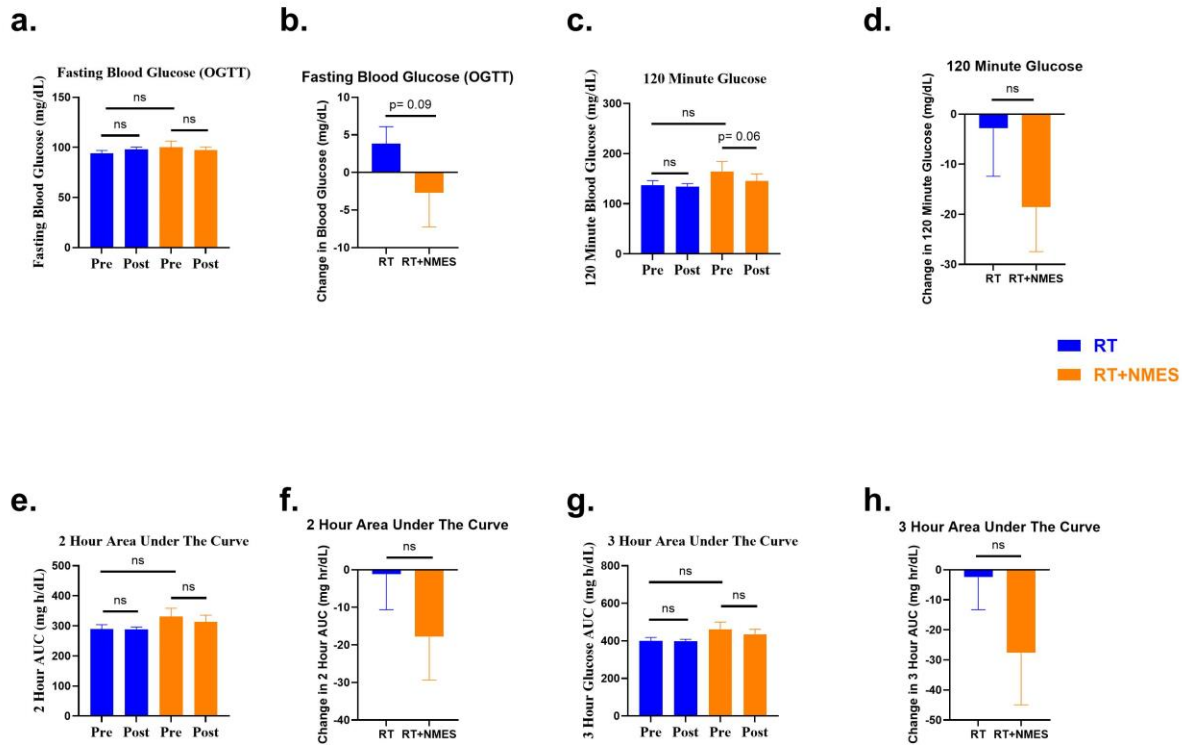 a.
Fasting Blood Glucose (OGTT)
Fasting Blood Glucose (mg/dL)
150
100
50
0
ns
ns
ns
Pre Post Pre Post
b.
Fasting Blood Glucose (OGTT)
Change in Blood Glucose (mg/dL)
10
5
0
-5
-10
p= 0.09
RT RT+NMES
c.
120 Minute Glucose
120 Minute Blood Glucose (mg/dL)
300
200
100
0
ns
ns
p= 0.06
Pre Post Pre Post
d.
120 Minute Glucose
Change in 120 Minute Glucose (mg/dL)
0
-10
-20
-30
ns
RT RT+NMES
RT
RT+NMES
e.
2 Hour Area Under The Curve
2 Hour AUC (mg h/dL)
500
400
300
200
100
0
ns
ns
ns
Pre Post Pre Post
f.
2 Hour Area Under The Curve
Change in 2 Hour AUC (mg hr/dL)
0
-10
-20
-30
-40
ns
RT RT+NMES
g.
3 Hour Area Under The Curve
3 Hour Glucose AUC (mg h/dL)
800
600
400
200
0
ns
ns
ns
Pre Post Pre Post
h.
3 Hour Area Under The Curve
Change in 3 Hour AUC (mg hr/dL)
0
-10
-20
-30
-40
-50
ns
RT RT+NMES